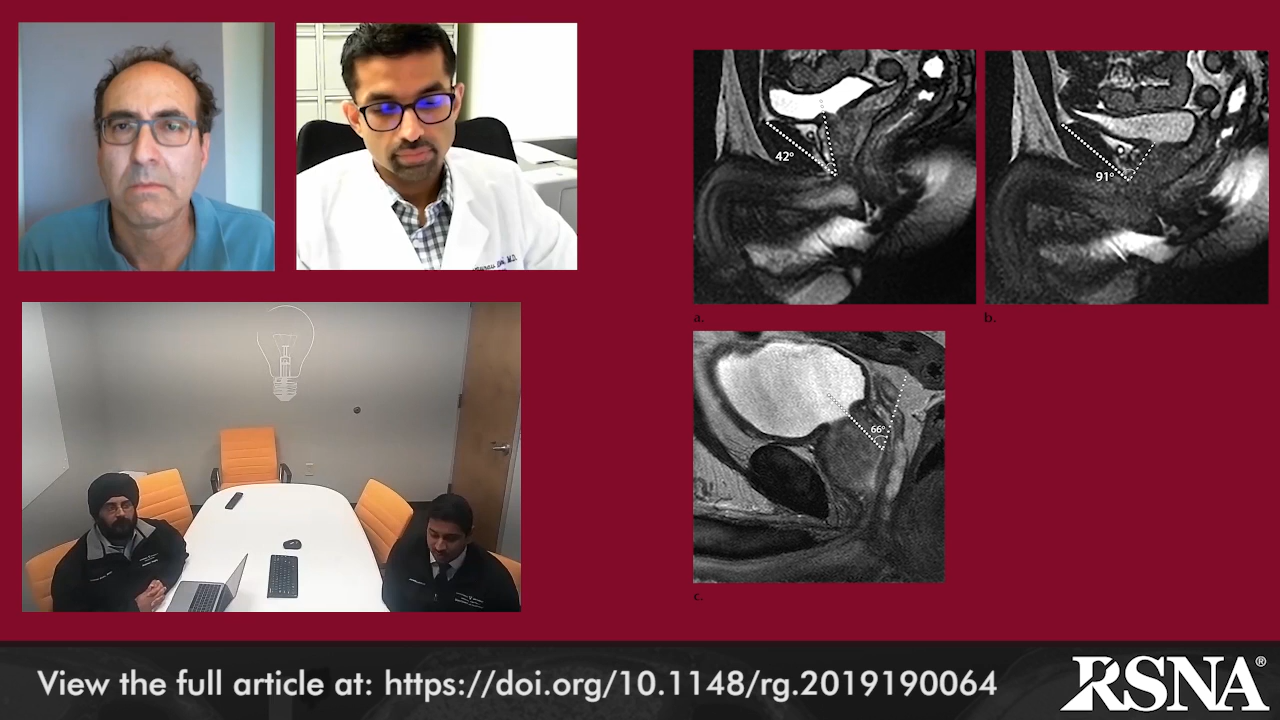 42°
91°
a.
b.
66°
c.
View the full article at: https://doi.org/10.1148/rg.2019190064
RSNA®